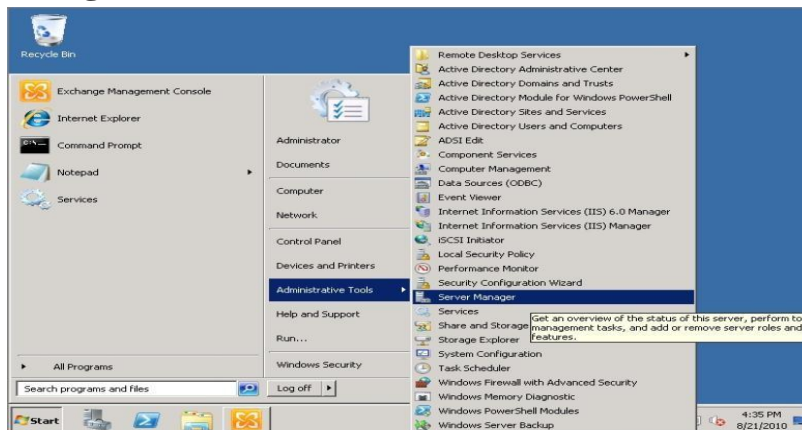 Recycle Bin
Exchange Management Console
Internet Explorer
Command Prompt
Notepad
Services
All Programs
Search programs and files
Administrator
Documents
Computer
Network
Control Panel
Devices and Printers
Administrative Tools
Help and Support
Run...
Windows Security
Log off
Remote Desktop Services
Active Directory Administrative Center
Active Directory Domains and Trusts
Active Directory Module for Windows PowerShell
Active Directory Sites and Services
Active Directory Users and Computers
ADSI Edit
Component Services
Computer Management
Data Sources (ODBC)
Event Viewer
Internet Information Services (IIS) 6.0 Manager
Internet Information Services (IIS) Manager
iSCSI Initiator
Local Security Policy
Performance Monitor
Security Configuration Wizard
Server Manager
Services
Share and Storage
Storage Explorer
System Configuration
Task Scheduler
Windows Firewall with Advanced Security
Windows Memory Diagnostic
Windows PowerShell Modules
Windows Server Backup
Get an overview of the status of this server, perform to
management tasks, and add or remove server roles and
features.
Start
4:35 PM
8/21/2010